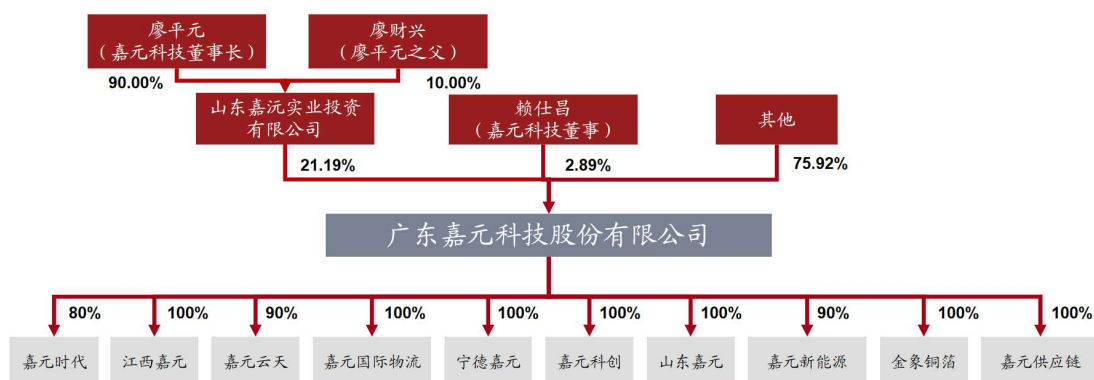 廖平元
（嘉元科技董事长）
廖财兴
（廖平元之父）
90.00%
10.00%
山东嘉沅实业投资
有限公司
赖仕昌
（嘉元科技董事）
其他
21.19%
2.89%
75.92%
广东嘉元科技股份有限公司
80%
100%
90%
100%
100%
100%
100%
90%
100%
100%
嘉元时代
江西嘉元
嘉元云天
嘉元国际物流
宁德嘉元
嘉元科创
山东嘉元
嘉元新能源
金象铜箔
嘉元供应链